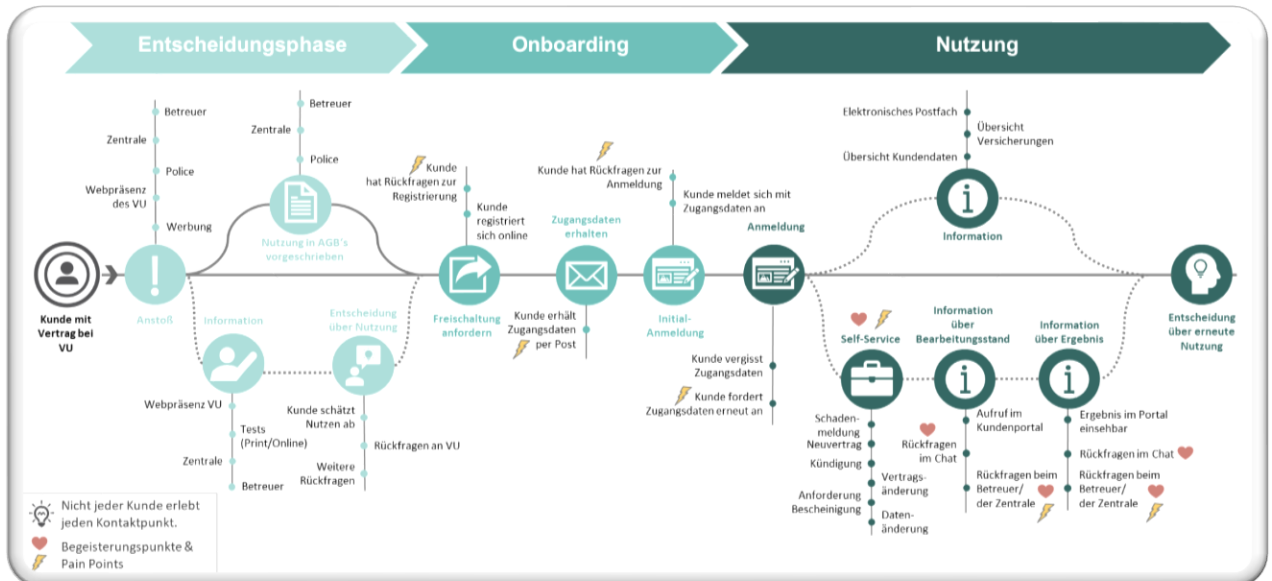 Entscheidungsphase
Onboarding
Nutzung
Betreuer
Zentrale
Police
Webpräsenz
des VU
Werbung
Betreuer
Zentrale
Police
Nutzung in AGB's
vorgeschrieben
Kunde mit
Vertrag bei
VU
Anstoß
Information
Webpräsenz VU
Tests
(Print/Online)
Zentrale
Betreuer
Entscheidung
über Nutzung
Kunde schätzt
Nutzen ab
Rückfragen an VU
Weitere
Rückfragen
Kunde
hat Rückfragen zur
Registrierung
Kunde
registriert
sich online
Freischaltung
anfordern
Zugangsdaten
erhalten
Kunde erhält
Zugangsdaten
per Post
Kunde hat Rückfragen zur
Anmeldung
Kunde meldet sich mit
Zugangsdaten an
Initial-
Anmeldung
Anmeldung
Kunde vergisst
Zugangsdaten
Kunde fordert
Zugangsdaten erneut an
Elektronisches Postfach
Übersicht
Versicherungen
Übersicht Kundendaten
Information
Self-Service
Schaden-
meldung
Neuvertrag
Kündigung
Vertrags-
änderung
Anforderung
Bescheinigung
Daten-
änderung
Information
über
Bearbeitungsstand
Aufruf im
Kundenportal
Rückfragen
im Chat
Rückfragen beim
Betreuer/
der Zentrale
Information
über Ergebnis
Ergebnis im Portal
einsehbar
Rückfragen im Chat
Rückfragen beim
Betreuer/
der Zentrale
Entscheidung
über erneute
Nutzung
Nicht jeder Kunde erlebt
jeden Kontaktpunkt.
Begeisterungspunkte &
Pain Points